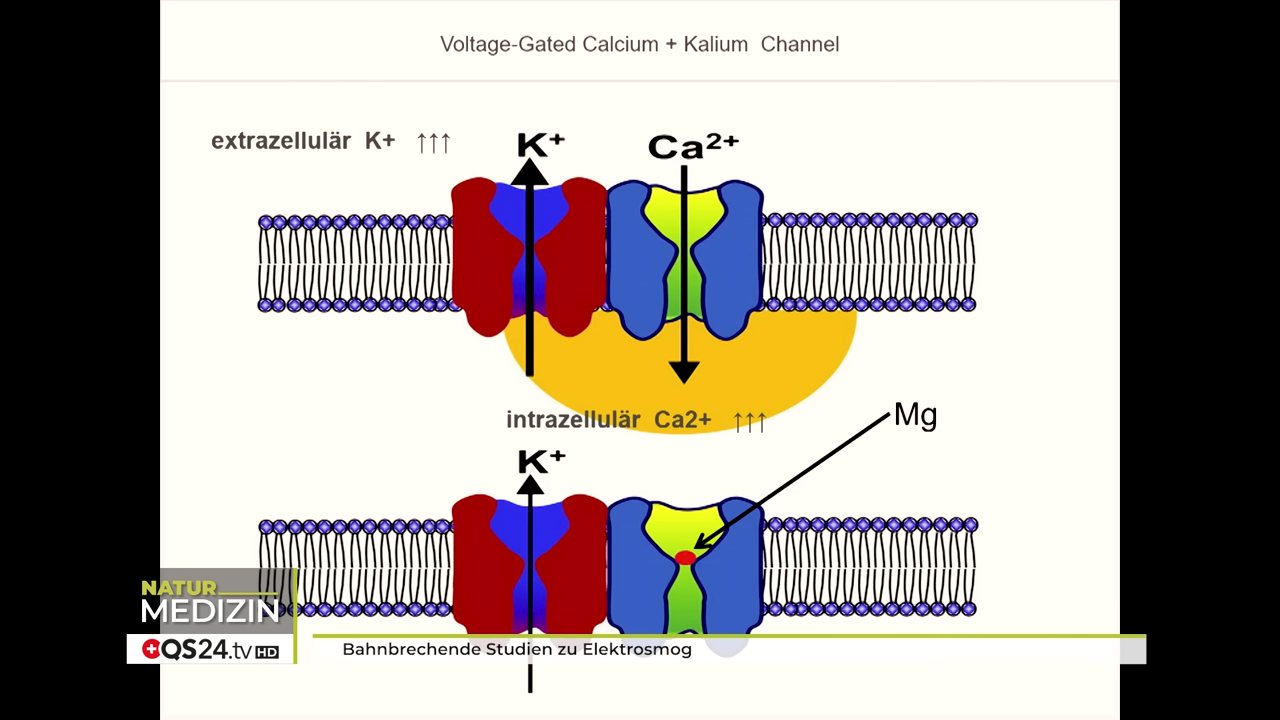 Voltage-Gated Calcium + Kalium Channel
extrazellulär K+ ↑↑↑
K+
Ca2+
intrazellulär Ca2+ ↑↑↑
Mg
K+
NATUR
MEDIZIN
QS24.tv HD
Bahnbrechende Studien zu Elektrosmog